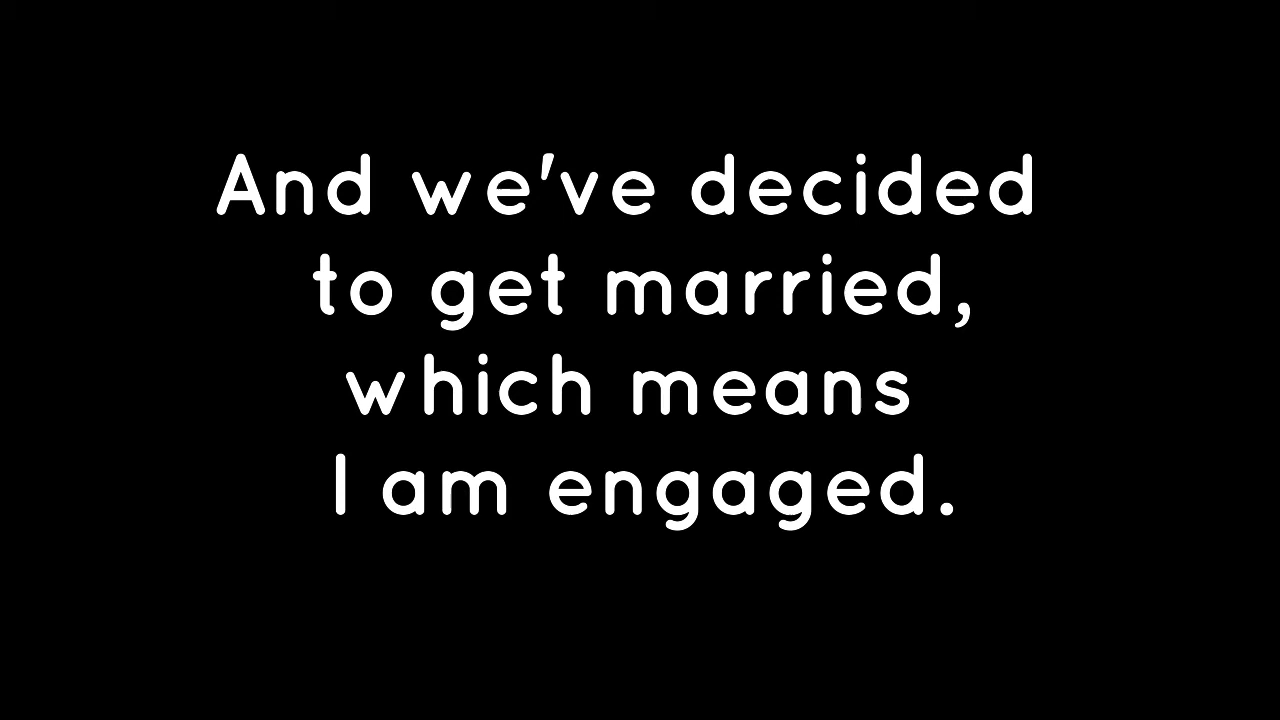 And we've decided
to get married,
which means
I am engaged.